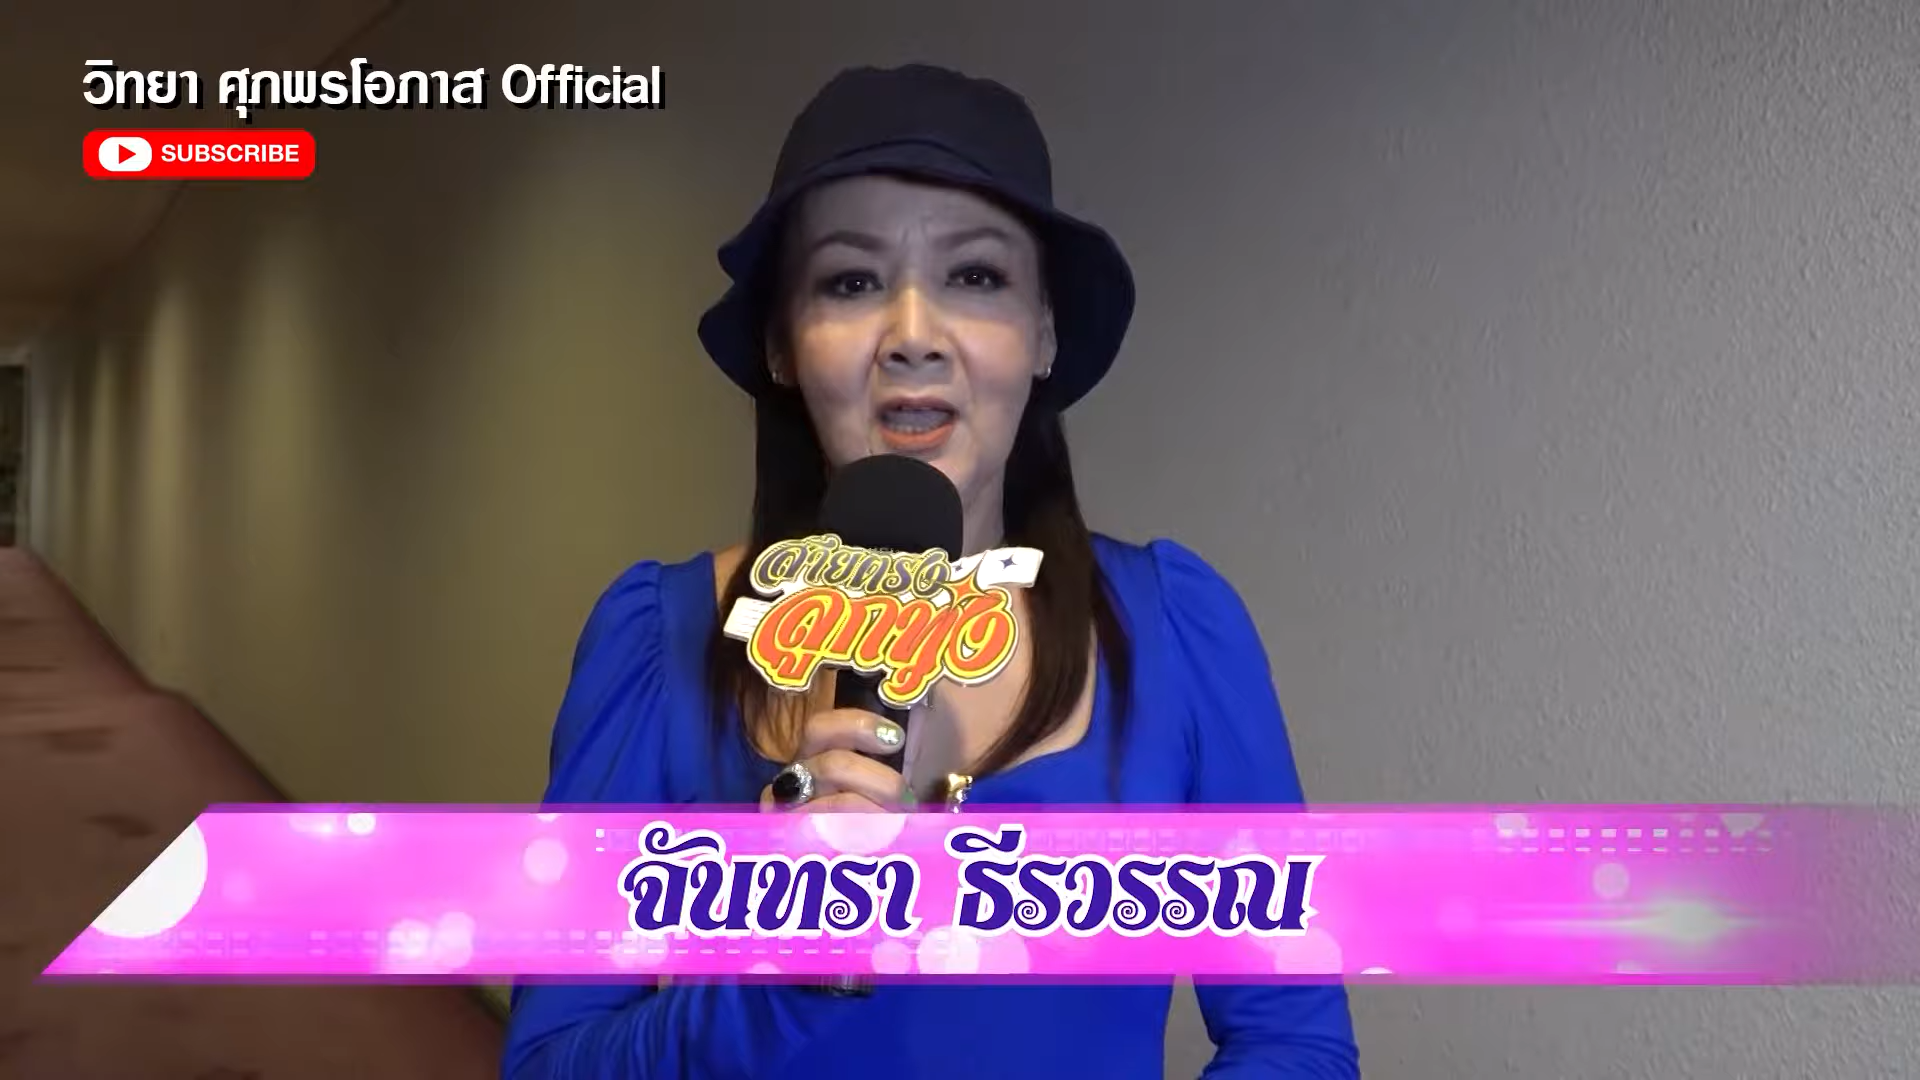 วิทยา ศุภพรโอภาส Official
SUBSCRIBE
สายตรง
ลูกทุ่ง
จันทรา ธีรวรรณ